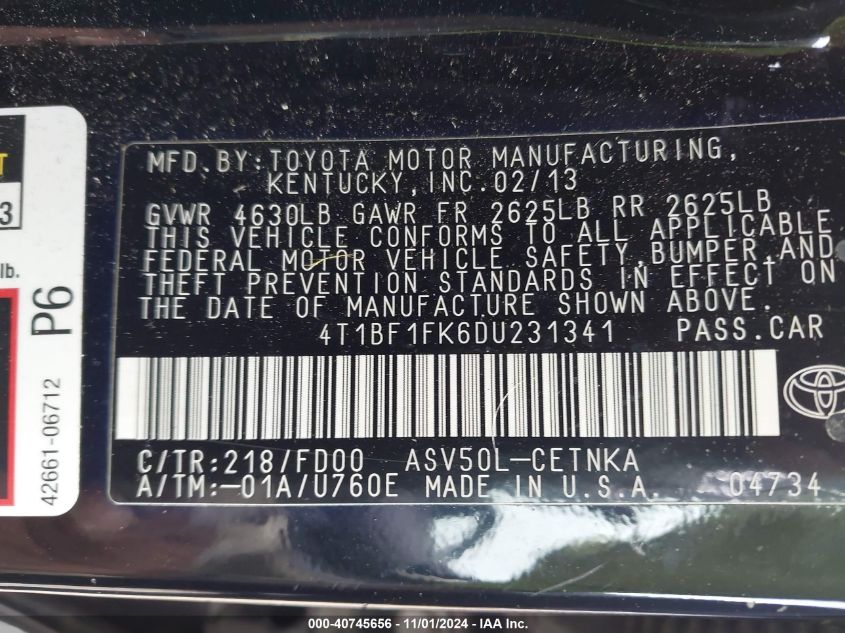 MFD. BY: TOYOTA MOTOR MANUFACTURING,
KENTUCKY, INC. 02/13
GVWR 4630LB GAWR FR 2625LB RR 2625LB
THIS VEHICLE CONFORMS TO ALL APPLICABLE
FEDERAL MOTOR VEHICLE SAFETY, BUMPER, AND
THEFT PREVENTION STANDARDS IN EFFECT ON
THE DATE OF MANUFACTURE SHOWN ABOVE.
4T1BF1FK6DU231341 PASS.CAR
C/TR:218/FD00 ASV50L-CETNKA
A/TM:-01A/U760E MADE IN U.S.A. 04734
T
3
lb.
P6
42661-06712
000-40745656 - 11/01/2024 - IAA Inc.